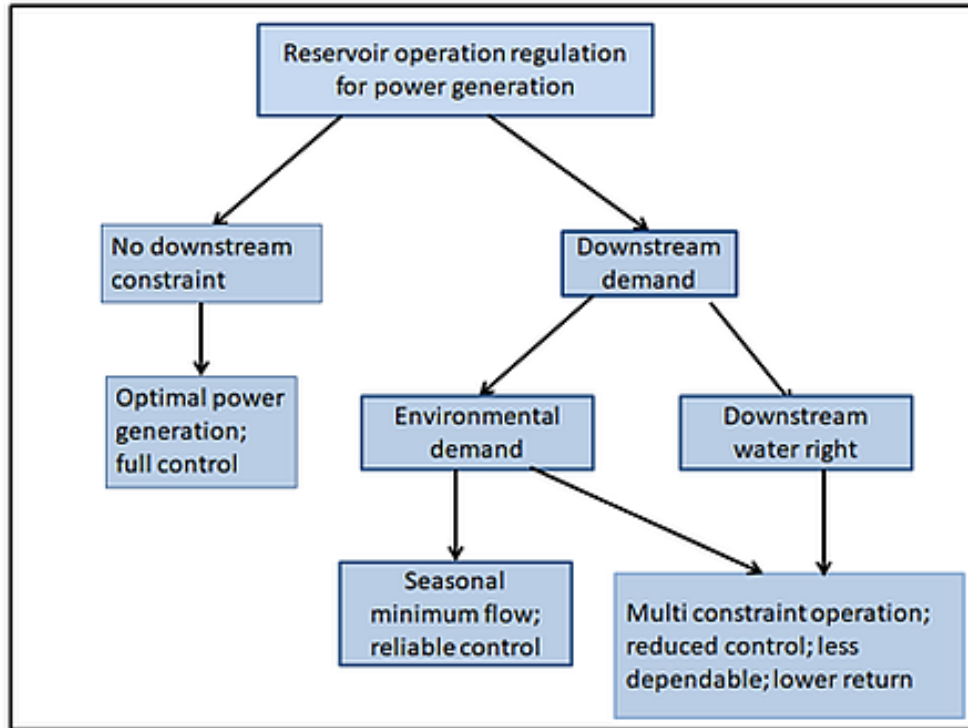 Reservoir operation regulation
for power generation
No downstream
constraint
Downstream
demand
Optimal power
generation;
full control
Environmental
demand
Downstream
water right
Seasonal
minimum flow;
reliable control
Multi constraint operation;
reduced control; less
dependable; lower return